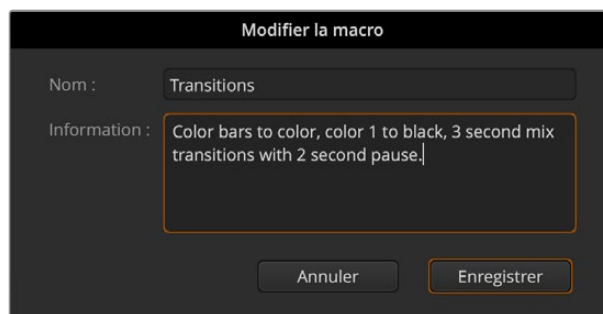 Modifier la macro
Nom :
Transitions
Information :
Color bars to color, color 1 to black, 3 second mix
transitions with 2 second pause.
Annuler
Enregistrer